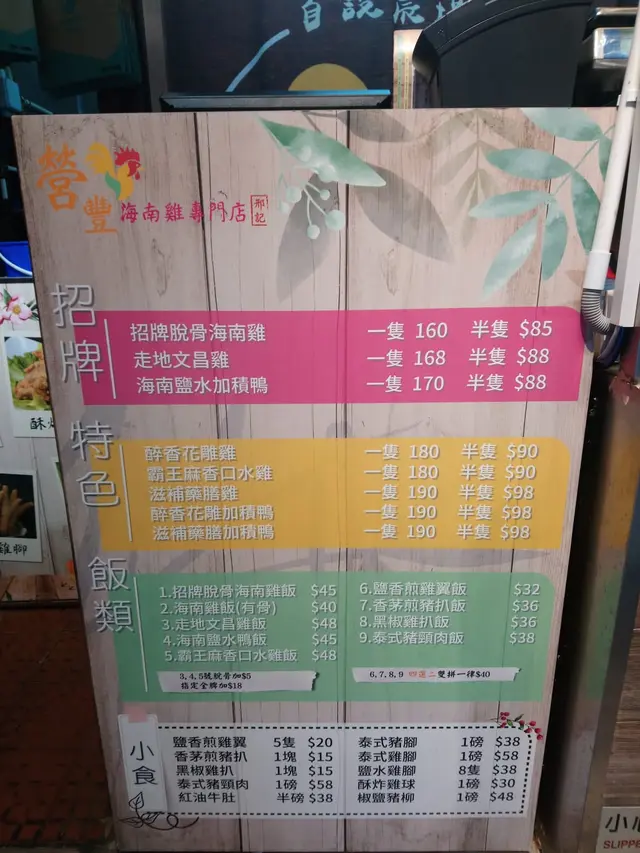 自說
營豐 海南雞專門店 邢記
招牌
招牌脫骨海南雞 一隻 160 半隻 $85
走地文昌雞 一隻 168 半隻 $88
海南鹽水加積鴨 一隻 170 半隻 $88
特色
醉香花雕雞 一隻 180 半隻 $90
霸王麻香口水雞 一隻 180 半隻 $90
滋補藥膳雞 一隻 190 半隻 $98
醉香花雕加積鴨 一隻 190 半隻 $98
滋補藥膳加積鴨 一隻 190 半隻 $98
飯類
1.招牌脫骨海南雞飯 $45
2.海南雞飯(有骨) $40
3.走地文昌雞飯 $48
4.海南鹽水鴨飯 $45
5.霸王麻香口水雞飯 $48
3,4,5號脫骨加$5
指定全髀加$18
6.鹽香煎雞翼飯 $32
7.香茅煎豬扒飯 $36
8.黑椒雞扒飯 $36
9.泰式豬頸肉飯 $38
6,7,8,9 四選二雙拼一律$40
小食
鹽香煎雞翼 5隻 $20
香茅煎豬扒 1塊 $15
黑椒雞扒 1塊 $15
泰式豬頸肉 1磅 $58
紅油牛肚 半磅 $38
泰式豬腳 1磅 $38
泰式雞腳 1磅 $58
鹽水雞腳 8隻 $38
酥炸雞球 1磅 $30
椒鹽豬柳 1磅 $48
酥
雞腳
小心
SLIPPE